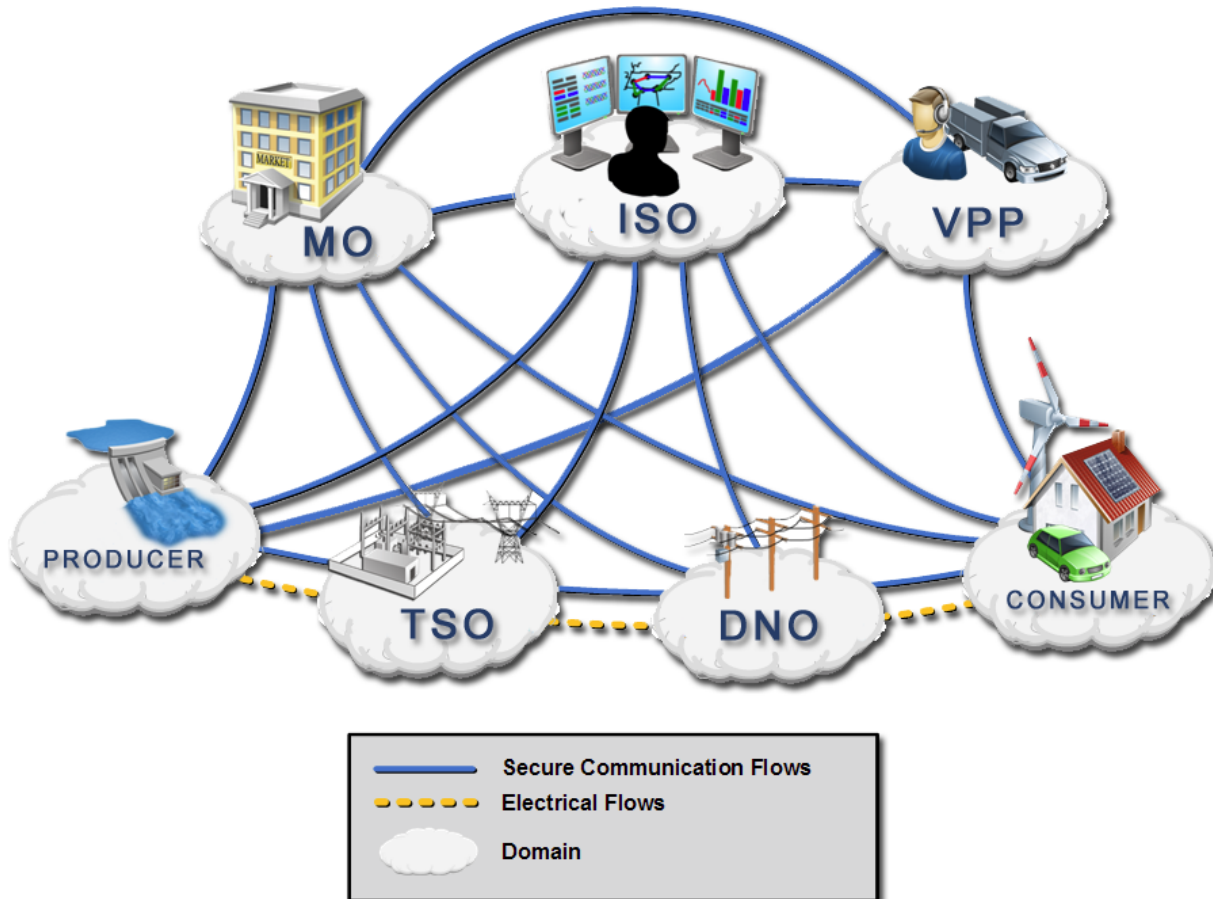 MARKET
MO
ISO
VPP
PRODUCER
TSO
DNO
CONSUMER
Secure Communication Flows
Electrical Flows
Domain